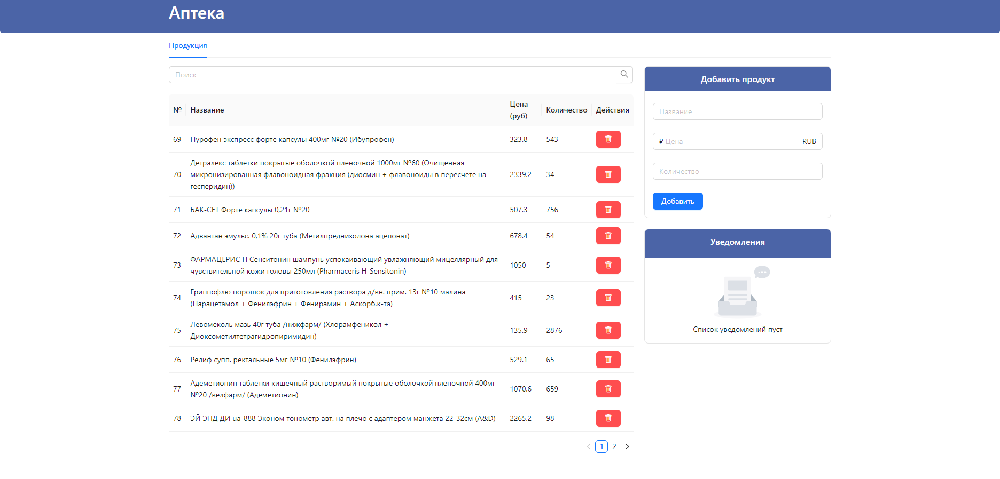 Аптека
Продукция
Поиск
№ Название Цена (руб) Количество Действия
69 Нурофен экспресс форте капсулы 400мг №20 (Ибупрофен) 323.8 543
70 Детралекс таблетки покрытые оболочкой пленочной 1000мг №60 (Очищенная
микронизированная флавоноидная фракция (диосмин + флавоноиды в пересчете на
гесперидин)) 2339.2 34
71 БАК-СЕТ Форте капсулы 0,21г №20 507.3 756
72 Адвантан эмульс. 0,1% 20г туба (Метилпреднизолона ацепонат) 678.4 54
73 ФАРМАЦЕРИС H Сенситонин шампунь успокаивающий увлажняющий мицеллярный для
чувствительной кожи головы 250мл (Pharmaceris H-Sensitonin) 1050 5
74 Гриппофлю порошок для приготовления раствора д/вн. прим. 13г №10 малина
(Парацетамол + Фенилэфрин + Фенирамин + Аскорб.к-та) 415 23
75 Левомеколь мазь 40г туба /нижфарм/ (Хлорамфеникол +
Диоксометилтетрагидропиримидин) 135.9 2876
76 Релиф супп. ректальные 5мг №10 (Фенилэфрин) 529.1 65
77 Адеметионин таблетки кишечный растворимый покрытые оболочкой пленочной 400мг
№20 /велфарм/ (Адеметионин) 1070.6 659
78 ЭЙ ЭНД ДИ ua-888 Эконом тонометр авт. на плечо с адаптером манжета 22-32см (A&D) 2265.2 98
< 1 2 >
Добавить продукт
Название
₽ Цена RUB
Количество
Добавить
Уведомления
Список уведомлений пуст